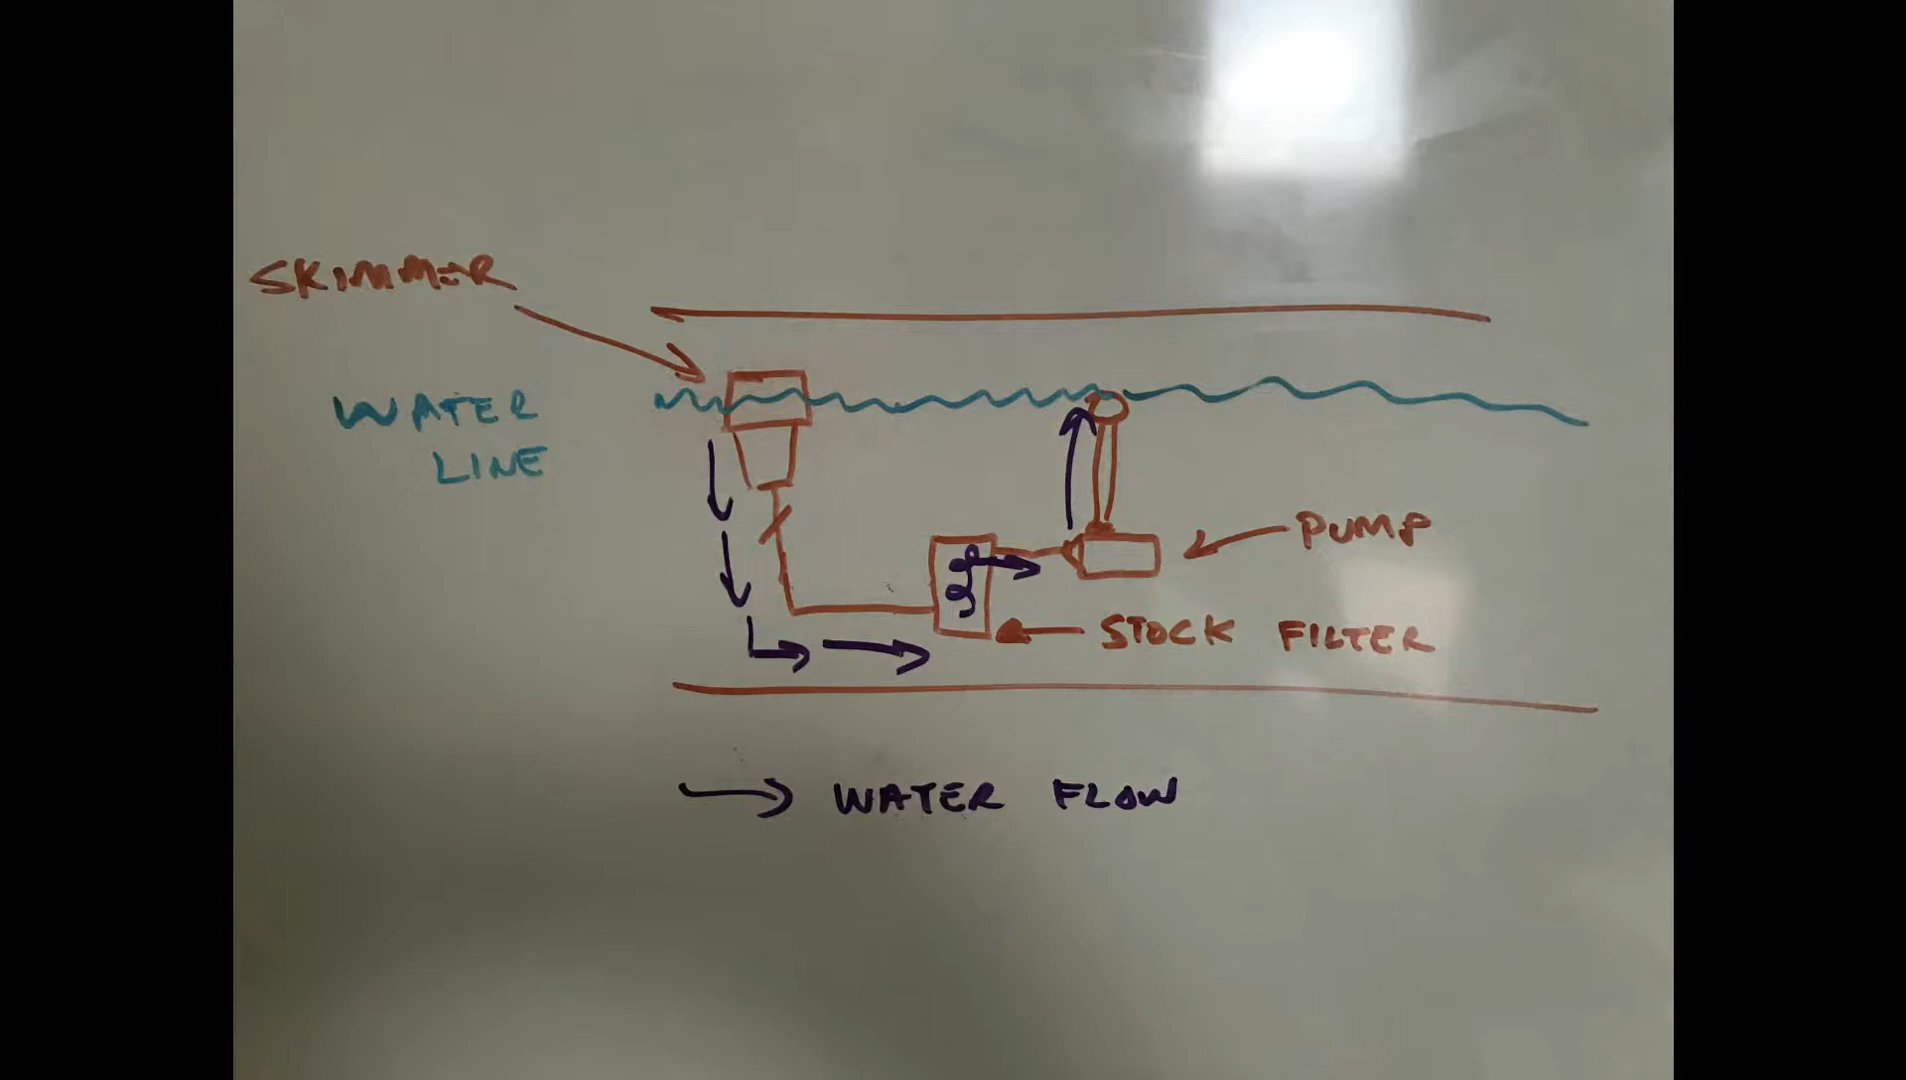 SKIMMER
WATER
LINE
PUMP
STOCK FILTER
WATER FLOW